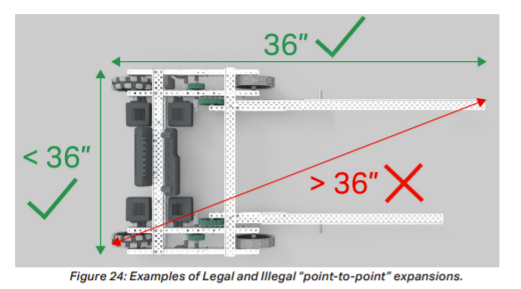 36"
< 36"
> 36"
Figure 24: Examples of Legal and Illegal "point-to-point" expansions.